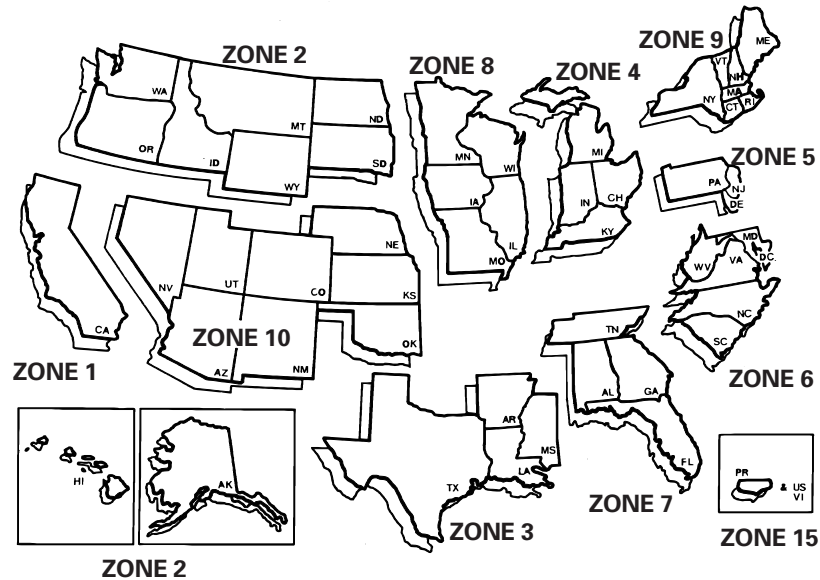 ZONE 2
ZONE 8
ZONE 4
ZONE 9
ME
VT
NH
MA
NY
CT
RI
WA
MT
ND
OR
ID
SD
WY
MN
WI
MI
IA
IL
MO
IN
CH
KY
ZONE 5
PA
NJ
DE
MD
DC
WV
VA
NC
SC
ZONE 6
CA
ZONE 1
NV
UT
CO
NE
KS
OK
ZONE 10
AZ
NM
TN
AL
GA
FL
ZONE 7
AR
MS
LA
TX
ZONE 3
HI
AK
ZONE 2
PR
& US
VI
ZONE 15